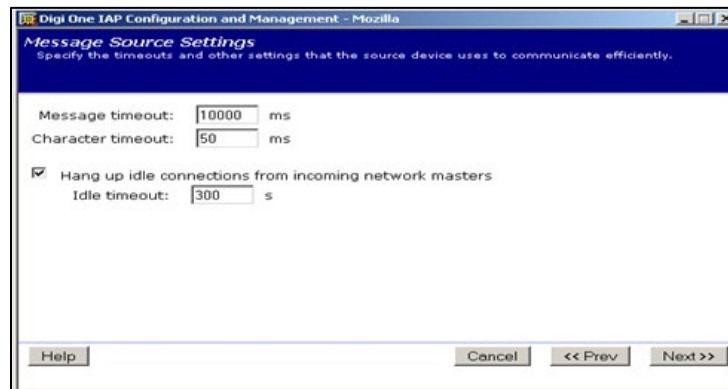 Digi One IAP Configuration and Management - Mozilla
Message Source Settings
Specify the timeouts and other settings that the source device uses to communicate efficiently.
Message timeout: 10000 ms
Character timeout: 50 ms
Hang up idle connections from incoming network masters
Idle timeout: 300 s
Help Cancel << Prev Next >>